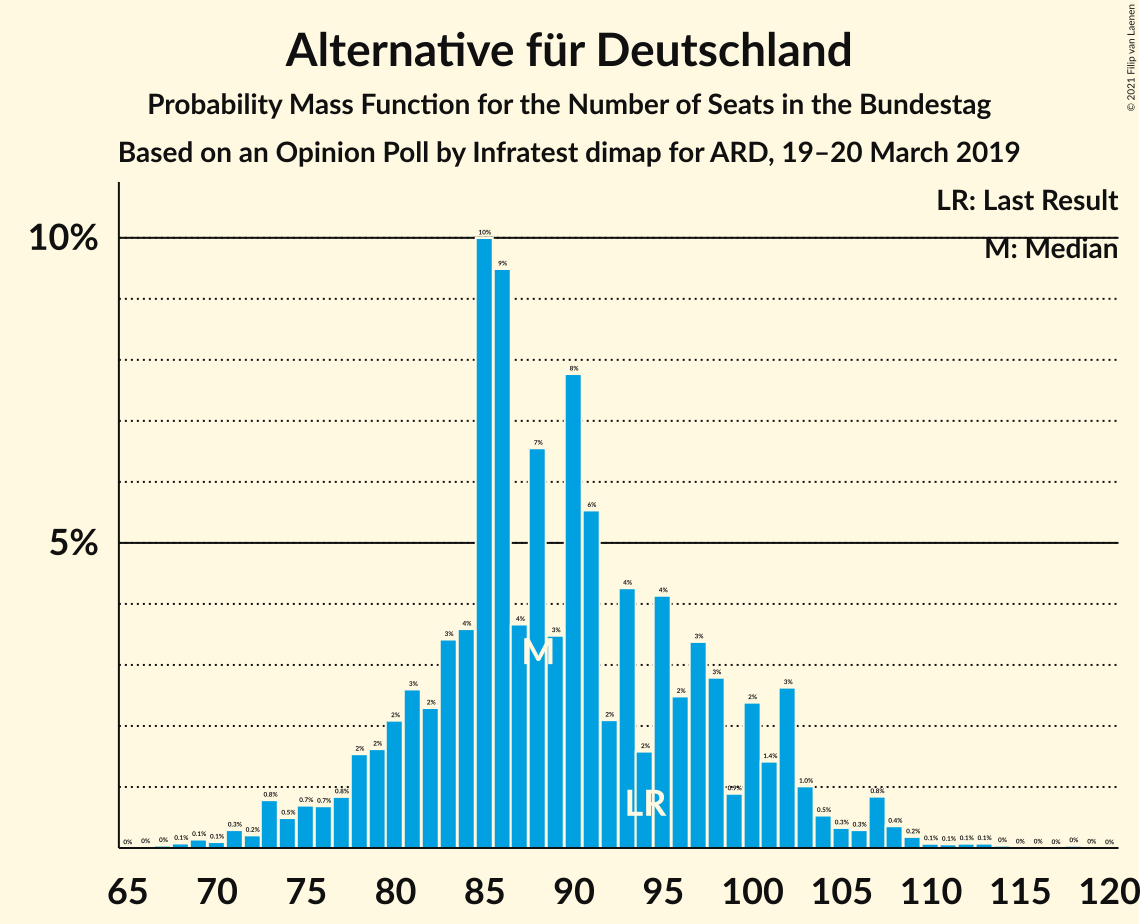 Alternative für Deutschland
Probability Mass Function for the Number of Seats in the Bundestag
Based on an Opinion Poll by Infratest dimap for ARD, 19–20 March 2019
© 2021 Filip van Laenen
LR: Last Result
M: Median
10%
5%
0% 0% 0% 0.1% 0.1% 0.1% 0.3% 0.2% 0.8% 0.5% 0.7% 0.7% 0.8% 2% 2% 2% 3% 2% 3% 4% 10% 9% 4% 7% 3% 8% 6% 2% 4% 2% 4% 2% 3% 3% 0.9% 2% 1.4% 3% 1.0% 0.5% 0.3% 0.3% 0.8% 0.4% 0.2% 0.1% 0.1% 0.1% 0.1% 0% 0% 0% 0% 0% 0% 0%
M
LR
65 70 75 80 85 90 95 100 105 110 115 120